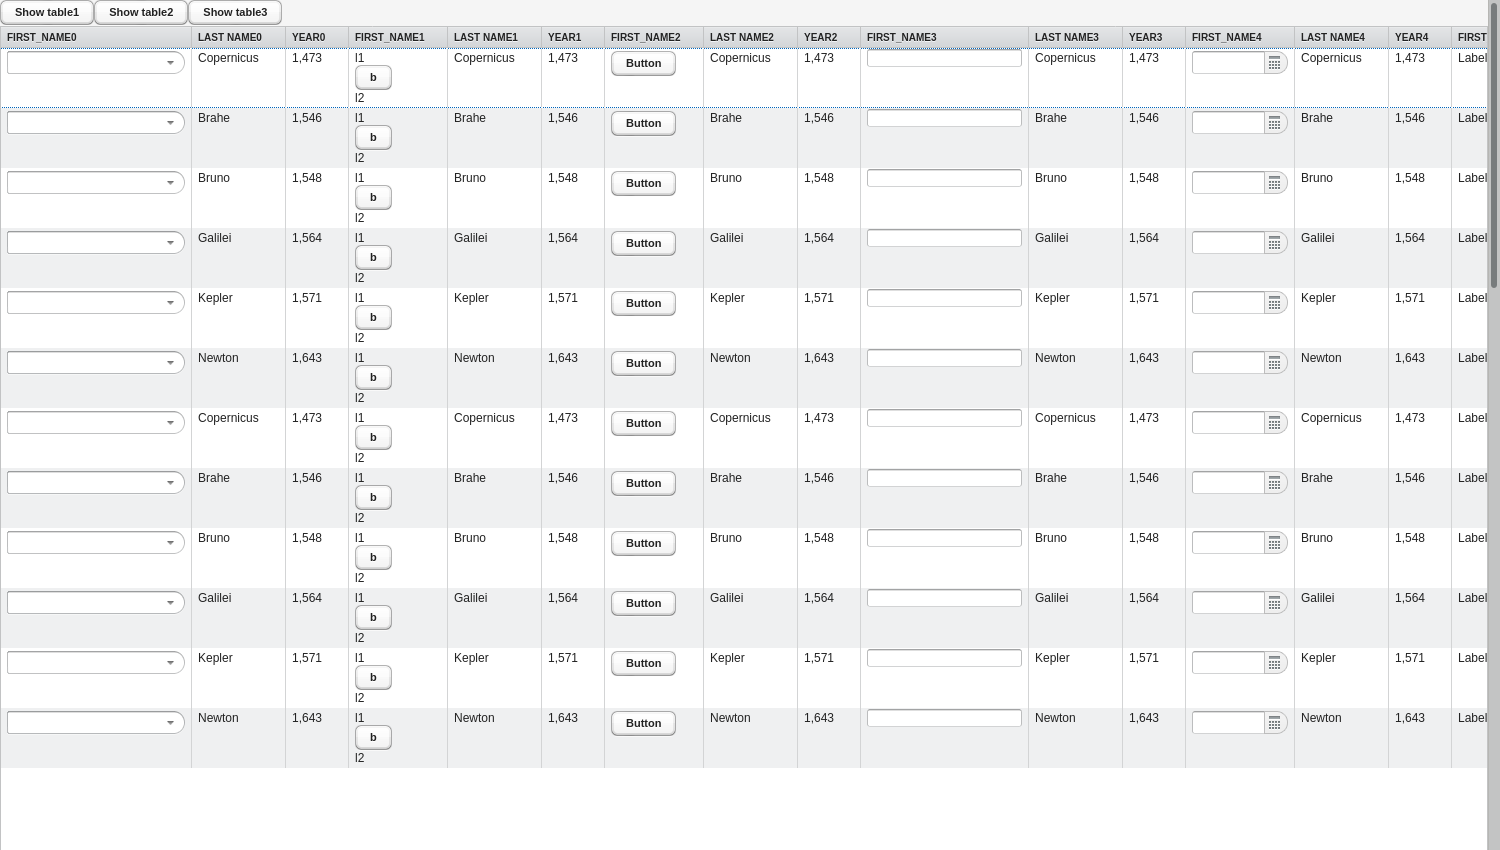 Show table1 Show table2 Show table3
FIRST_NAME0 LAST NAME0 YEAR0 FIRST_NAME1 LAST NAME1 YEAR1 FIRST_NAME2 LAST NAME2 YEAR2 FIRST_NAME3 LAST NAME3 YEAR3 FIRST_NAME4 LAST NAME4 YEAR4 FIRST
Copernicus 1,473 l1 Copernicus 1,473 Button Copernicus 1,473 Copernicus 1,473 Copernicus 1,473 Label
b
l2
Brahe 1,546 l1 Brahe 1,546 Button Brahe 1,546 Brahe 1,546 Brahe 1,546 Label
b
l2
Bruno 1,548 l1 Bruno 1,548 Button Bruno 1,548 Bruno 1,548 Bruno 1,548 Label
b
l2
Galilei 1,564 l1 Galilei 1,564 Button Galilei 1,564 Galilei 1,564 Galilei 1,564 Label
b
l2
Kepler 1,571 l1 Kepler 1,571 Button Kepler 1,571 Kepler 1,571 Kepler 1,571 Label
b
l2
Newton 1,643 l1 Newton 1,643 Button Newton 1,643 Newton 1,643 Newton 1,643 Label
b
l2
Copernicus 1,473 l1 Copernicus 1,473 Button Copernicus 1,473 Copernicus 1,473 Copernicus 1,473 Label
b
l2
Brahe 1,546 l1 Brahe 1,546 Button Brahe 1,546 Brahe 1,546 Brahe 1,546 Label
b
l2
Bruno 1,548 l1 Bruno 1,548 Button Bruno 1,548 Bruno 1,548 Bruno 1,548 Label
b
l2
Galilei 1,564 l1 Galilei 1,564 Button Galilei 1,564 Galilei 1,564 Galilei 1,564 Label
b
l2
Kepler 1,571 l1 Kepler 1,571 Button Kepler 1,571 Kepler 1,571 Kepler 1,571 Label
b
l2
Newton 1,643 l1 Newton 1,643 Button Newton 1,643 Newton 1,643 Newton 1,643 Label
b
l2